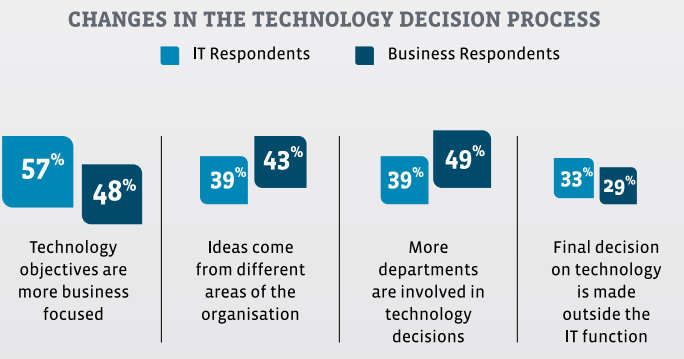 CHANGES IN THE TECHNOLOGY DECISION PROCESS
IT Respondents
Business Respondents
57%
48%
Technology
objectives are
more business
focused
39%
43%
Ideas come
from different
areas of the
organisation
39%
49%
More
departments
are involved in
technology
decisions
33%
29%
Final decision
on technology
is made
outside the
IT function